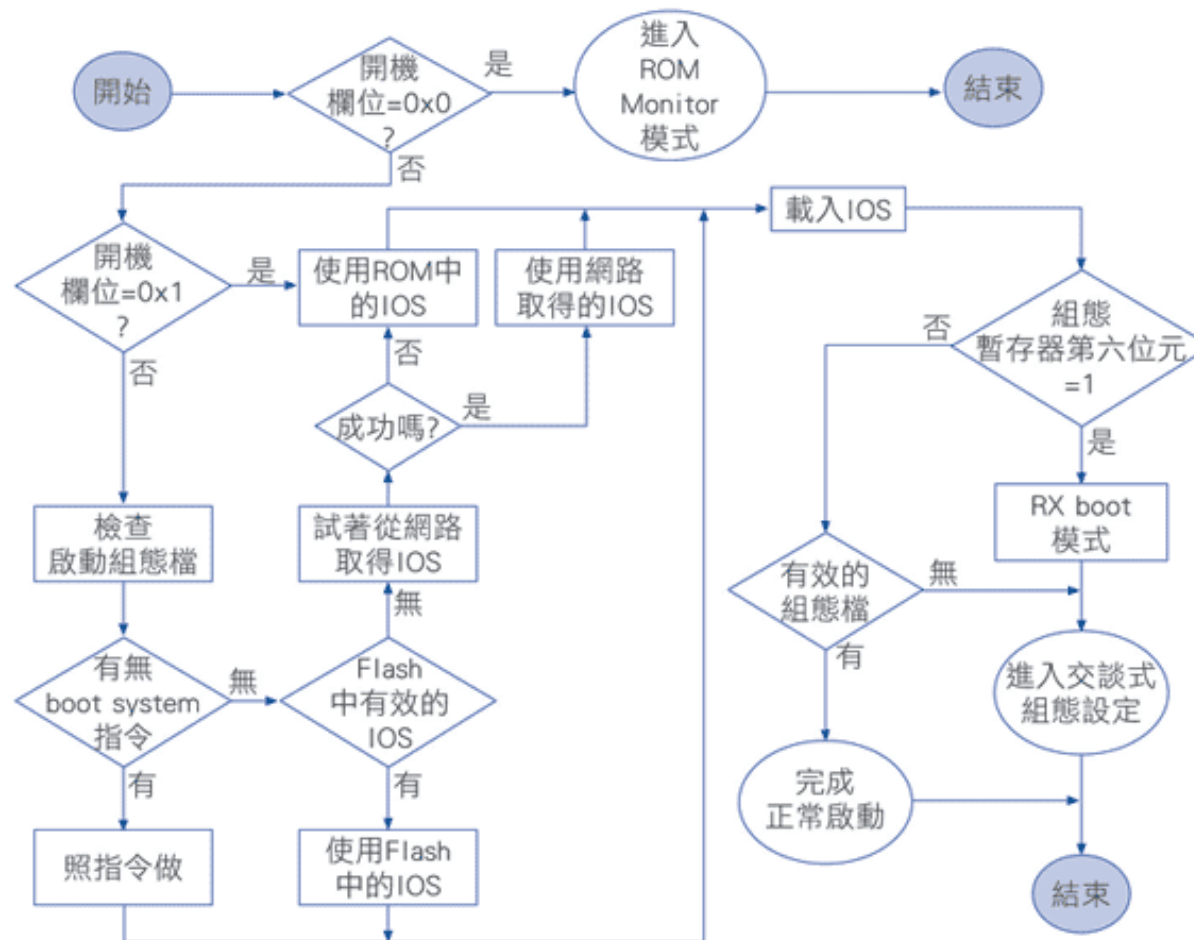 開始
開機
欄位=0x0
?
是
進入
ROM
Monitor
模式
結束
否
開機
欄位=0x1
?
是
使用ROM中
的IOS
使用網路
取得的IOS
載入IOS
否
否
成功嗎?
是
組態
暫存器第六位元
=1
否
是
檢查
啟動組態檔
試著從網路
取得IOS
RX boot
模式
無
有效的
組態檔
無
有
有無
boot system
指令
無
Flash
中有效的
IOS
進入交談式
組態設定
有
有
完成
正常啟動
照指令做
使用Flash
中的IOS
結束